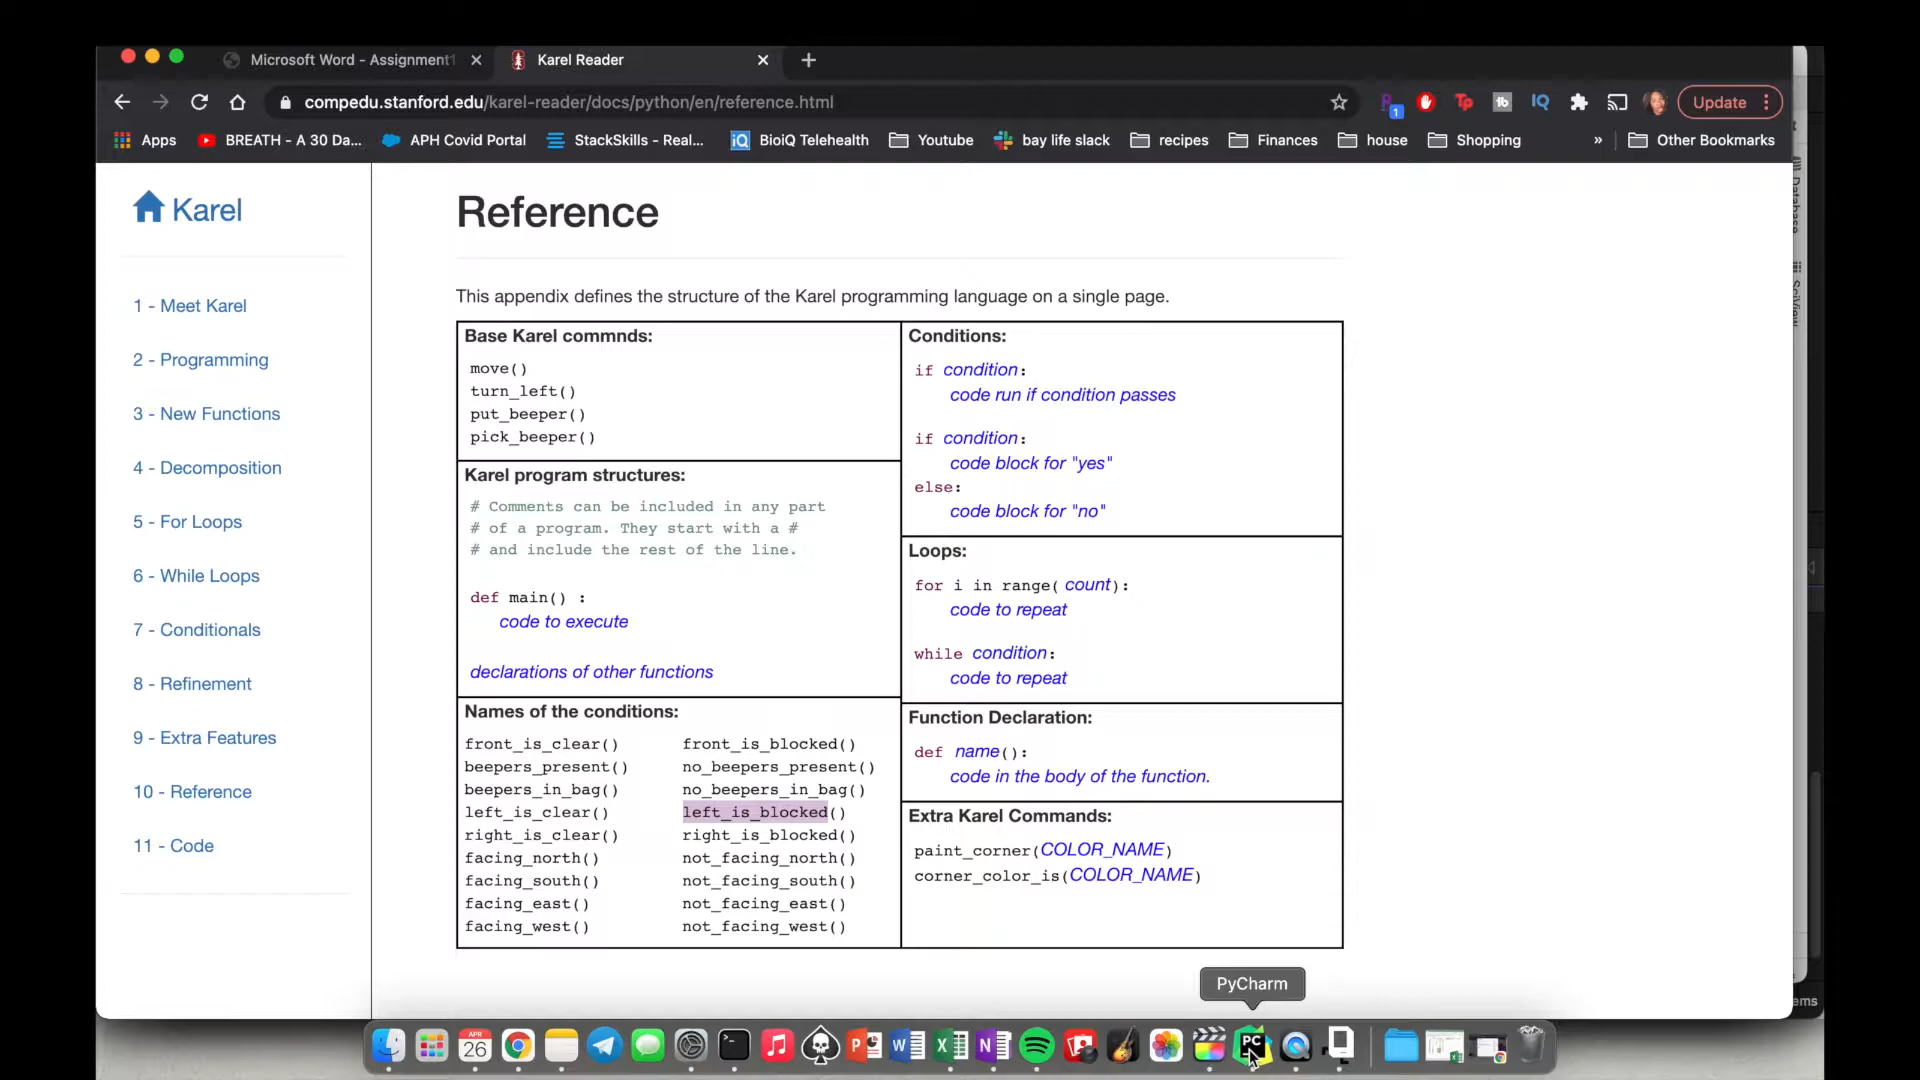 Microsoft Word - Assignment1
Karel Reader
compedu.stanford.edu/karel-reader/docs/python/en/reference.html
Update
Apps
BREATH - A 30 Da...
APH Covid Portal
StackSkills - Real...
BioiQ Telehealth
Youtube
bay life slack
recipes
Finances
house
Shopping
»
Other Bookmarks
Database
SciView
Karel
1 - Meet Karel
2 - Programming
3 - New Functions
4 - Decomposition
5 - For Loops
6 - While Loops
7 - Conditionals
8 - Refinement
9 - Extra Features
10 - Reference
11 - Code
Reference
This appendix defines the structure of the Karel programming language on a single page.
Base Karel commnds:
move()
turn_left()
put_beeper()
pick_beeper()
Karel program structures:
# Comments can be included in any part
# of a program. They start with a #
# and include the rest of the line.
def main() :
code to execute
declarations of other functions
Names of the conditions:
front_is_clear() front_is_blocked()
beepers_present() no_beepers_present()
beepers_in_bag() no_beepers_in_bag()
left_is_clear() left_is_blocked()
right_is_clear() right_is_blocked()
facing_north() not_facing_north()
facing_south() not_facing_south()
facing_east() not_facing_east()
facing_west() not_facing_west()
Conditions:
if condition:
code run if condition passes
if condition:
code block for "yes"
else:
code block for "no"
Loops:
for i in range( count):
code to repeat
while condition:
code to repeat
Function Declaration:
def name():
code in the body of the function.
Extra Karel Commands:
paint_corner(COLOR_NAME)
corner_color_is(COLOR_NAME)
PyCharm
ems
APR
26
PC